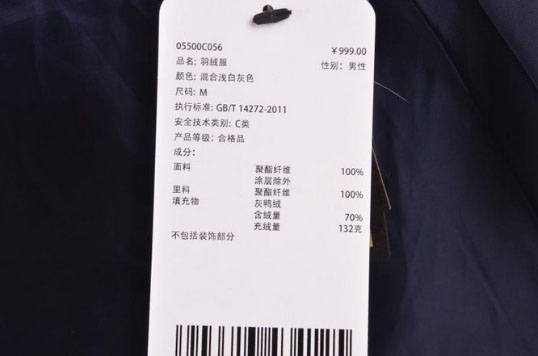 05500C056 ￥999.00
品名: 羽绒服 性别: 男性
颜色: 混合浅白灰色
尺码: M
执行标准: GB/T 14272-2011
安全技术类别: C类
产品等级: 合格品
成分:
面料 聚酯纤维 100%
涂层除外
里料 聚酯纤维 100%
填充物 灰鸭绒
含绒量 70%
充绒量 132克
不包括装饰部分